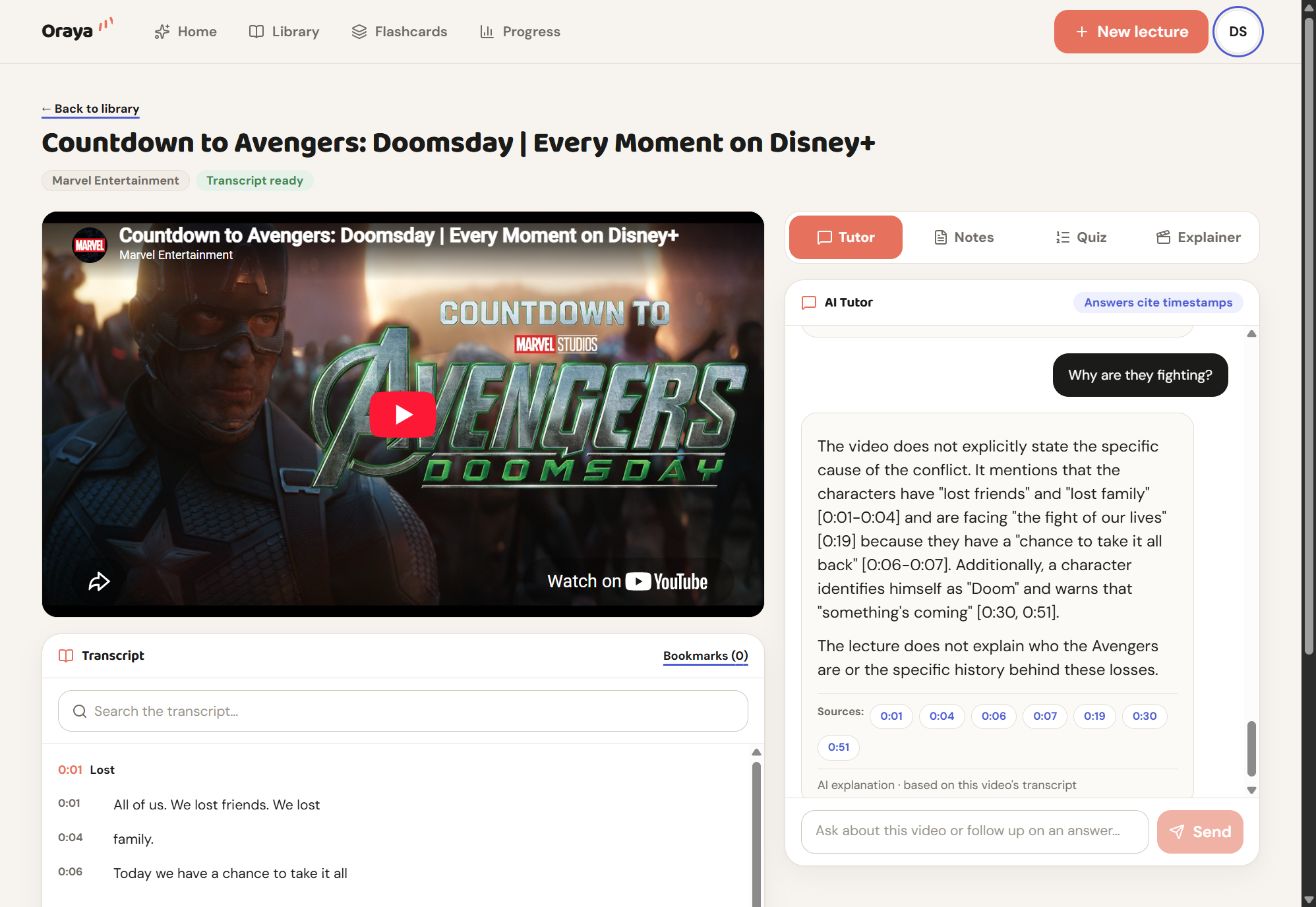 Oraya
Home
Library
Flashcards
Progress
+ New lecture
DS
← Back to library
Countdown to Avengers: Doomsday | Every Moment on Disney+
Marvel Entertainment
Transcript ready
MARVEL
Countdown to Avengers: Doomsday | Every Moment on Disney+
Marvel Entertainment
COUNTDOWN TO
MARVEL STUDIOS
AVENGERS
DOOMSDAY
Watch on YouTube
Transcript
Bookmarks (0)
Search the transcript...
0:01 Lost
0:01 All of us. We lost friends. We lost
0:04 family.
0:06 Today we have a chance to take it all
Tutor
Notes
Quiz
Explainer
AI Tutor
Answers cite timestamps
Why are they fighting?
The video does not explicitly state the specific
cause of the conflict. It mentions that the
characters have "lost friends" and "lost family"
[0:01-0:04] and are facing "the fight of our lives"
[0:19] because they have a "chance to take it all
back" [0:06-0:07]. Additionally, a character
identifies himself as "Doom" and warns that
"something's coming" [0:30, 0:51].
The lecture does not explain who the Avengers
are or the specific history behind these losses.
Sources: 0:01 0:04 0:06 0:07 0:19 0:30
0:51
AI explanation · based on this video's transcript
Ask about this video or follow up on an answer...
Send